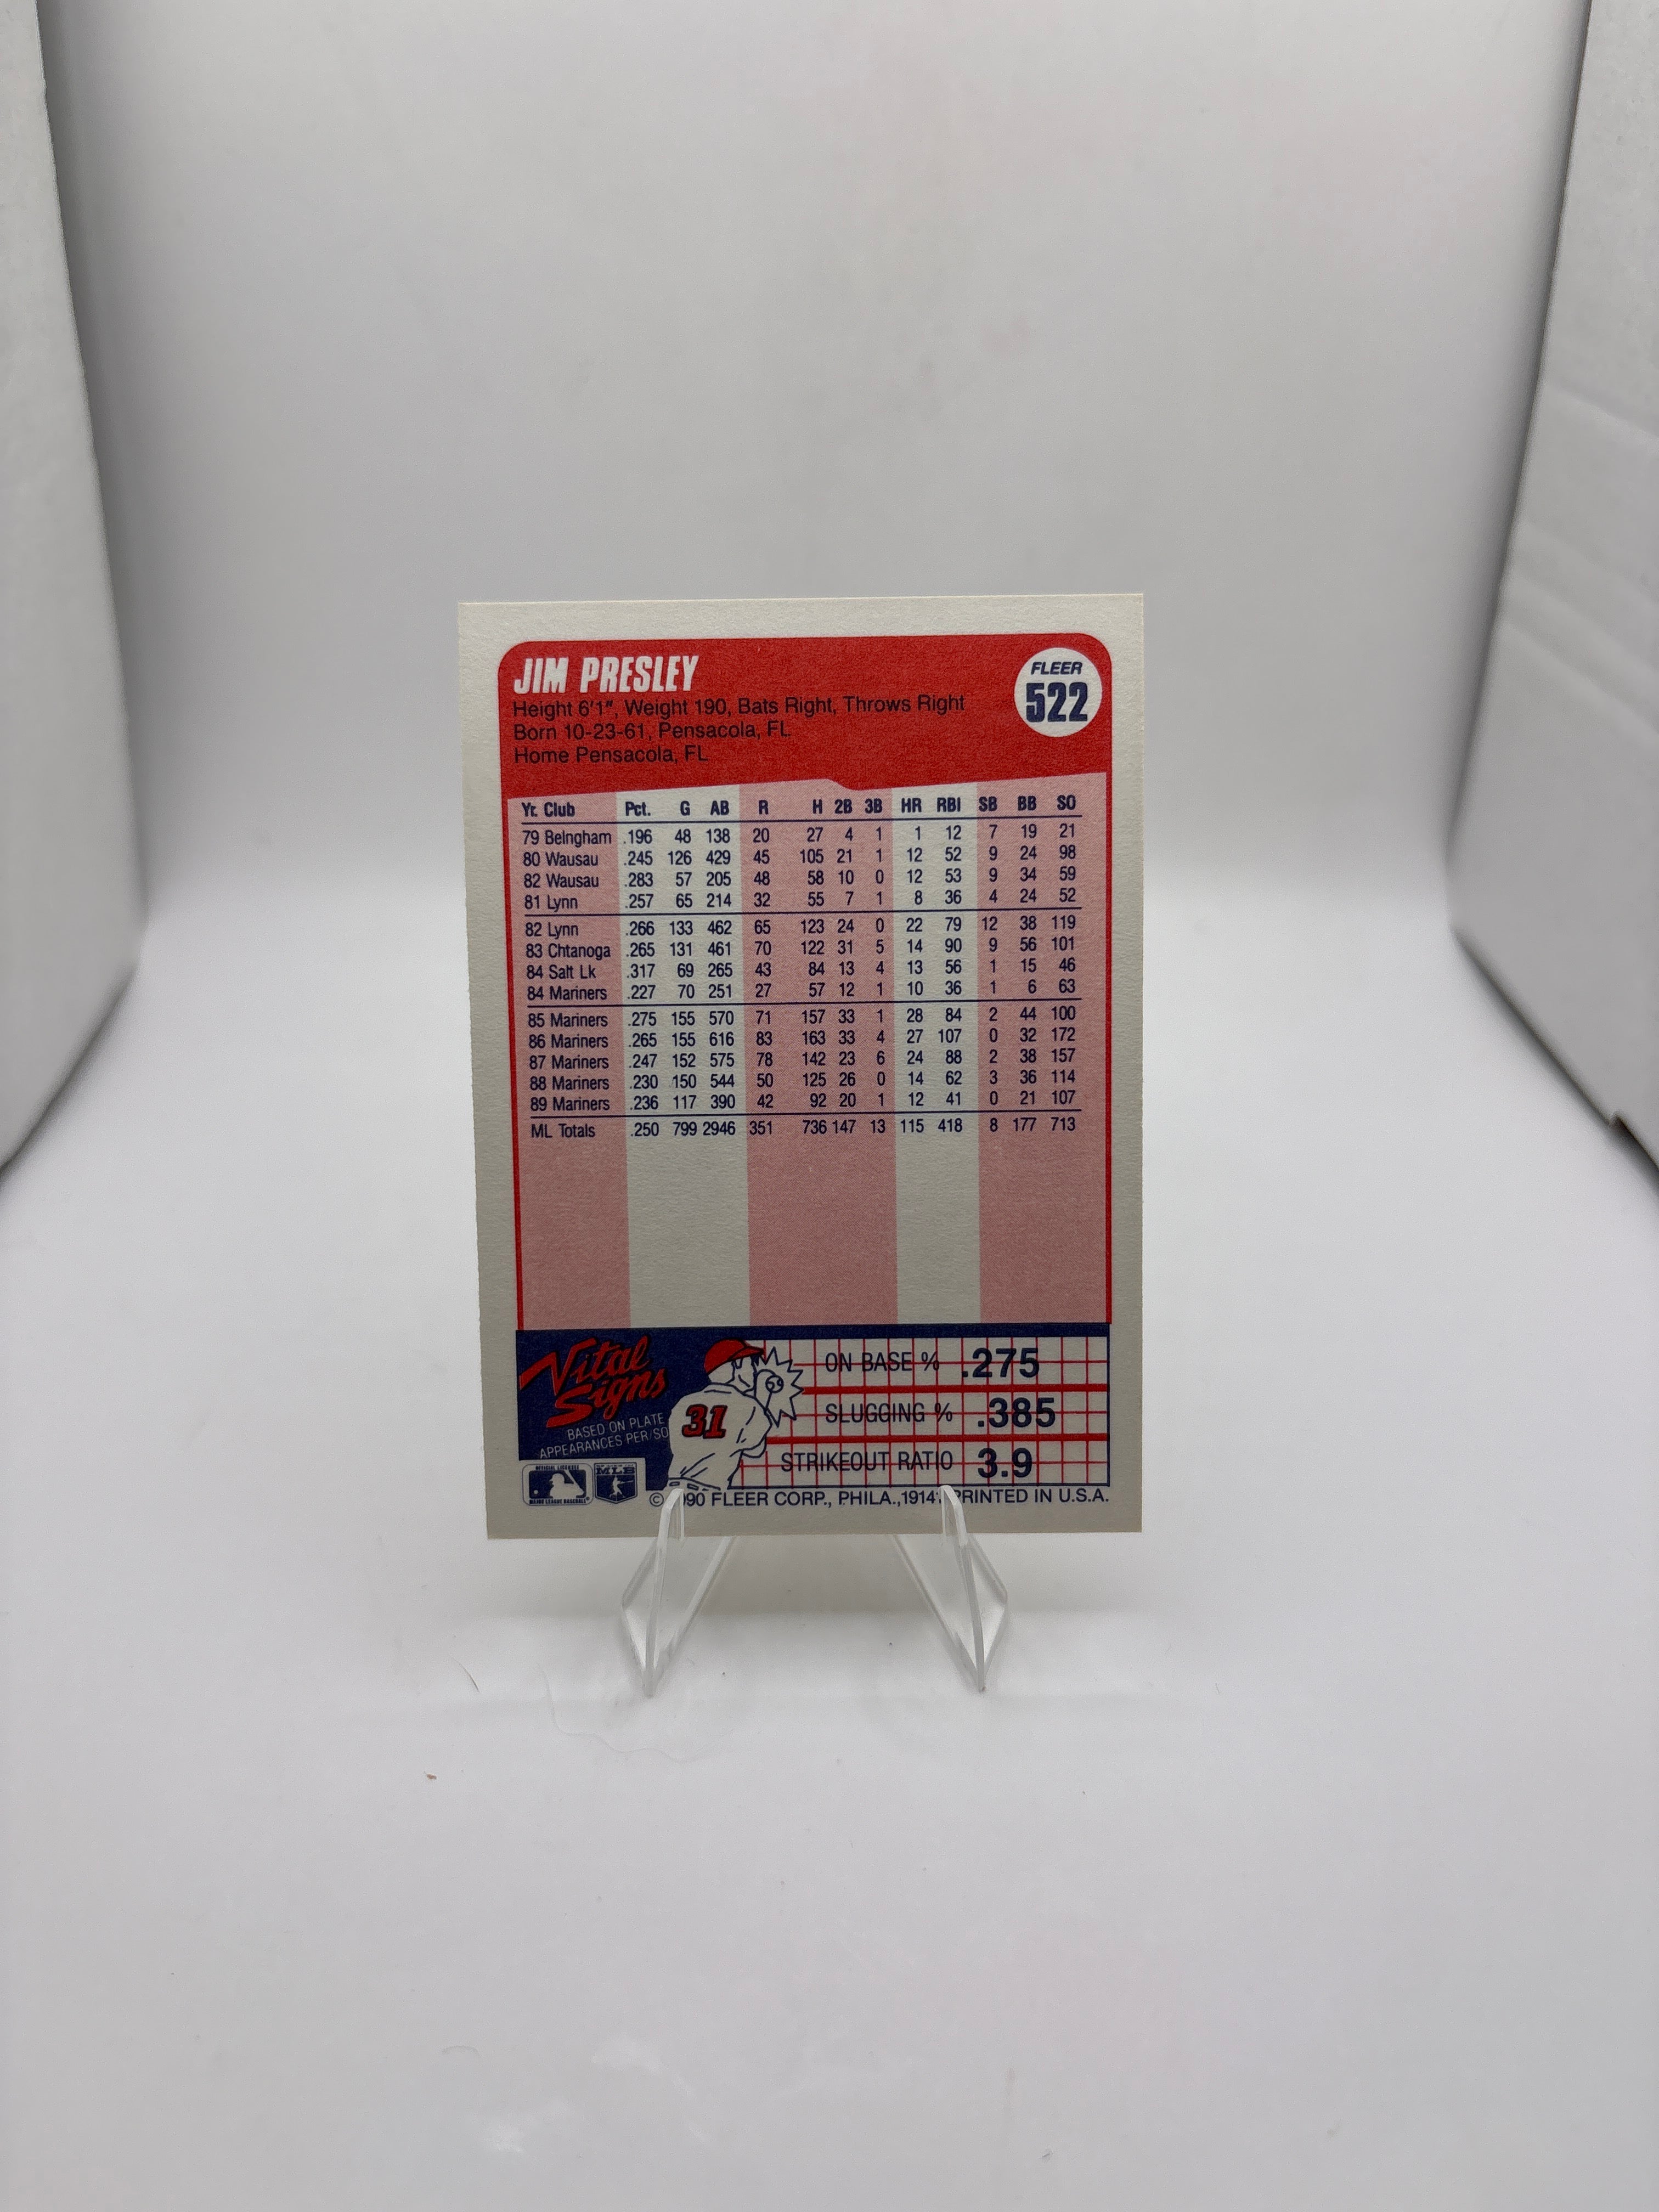 JIM PRESLEY
FLEER
522
Height 6'1", Weight 190, Bats Right, Throws Right
Born 10-23-61, Pensacola, FL
Home Pensacola, FL
Yr. Club Pct. G AB R H 2B 3B HR RBI SB BB SO
79 Belngham .196 48 138 20 27 4 1 1 12 7 19 21
80 Wausau .245 126 429 45 105 21 1 12 52 9 24 98
82 Wausau .283 57 205 48 58 10 0 12 53 9 34 59
81 Lynn .257 65 214 32 55 7 1 8 36 4 24 52
82 Lynn .266 133 462 65 123 24 0 22 79 12 38 119
83 Chtanoga .265 131 461 70 122 31 5 14 90 9 56 101
84 Salt Lk .317 69 265 43 84 13 4 13 56 1 15 46
84 Mariners .227 70 251 27 57 12 1 10 36 1 6 63
85 Mariners .275 155 570 71 157 33 1 28 84 2 44 100
86 Mariners .265 155 616 83 163 33 4 27 107 0 32 172
87 Mariners .247 152 575 78 142 23 6 24 88 2 38 157
88 Mariners .230 150 544 50 125 26 0 14 62 3 36 114
89 Mariners .236 117 390 42 92 20 1 12 41 0 21 107
ML Totals .250 799 2946 351 736 147 13 115 418 8 177 713
Vital
Signs
BASED ON PLATE
APPEARANCES PER/SO
31
ON BASE % .275
SLUGGING % .385
STRIKEOUT RATIO 3.9
MLB
© 90 FLEER CORP., PHILA., 1914 PRINTED IN U.S.A.